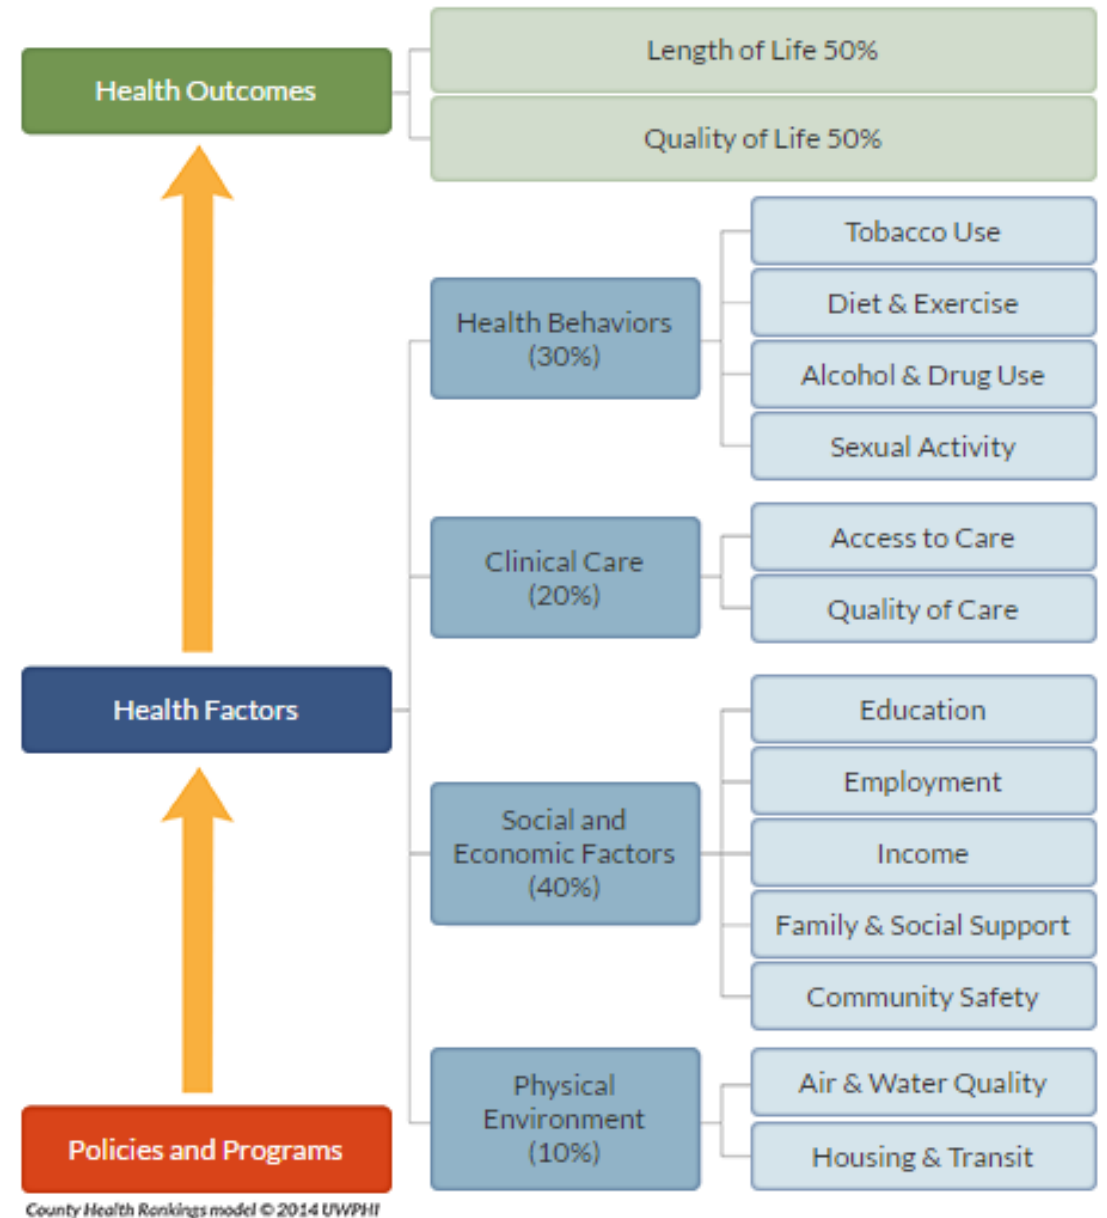 Health Outcomes
Length of Life 50%
Quality of Life 50%
Health Factors
Health Behaviors
(30%)
Tobacco Use
Diet & Exercise
Alcohol & Drug Use
Sexual Activity
Clinical Care
(20%)
Access to Care
Quality of Care
Social and
Economic Factors
(40%)
Education
Employment
Income
Family & Social Support
Community Safety
Physical
Environment
(10%)
Air & Water Quality
Housing & Transit
Policies and Programs
County Health Rankings model © 2014 UWPHI